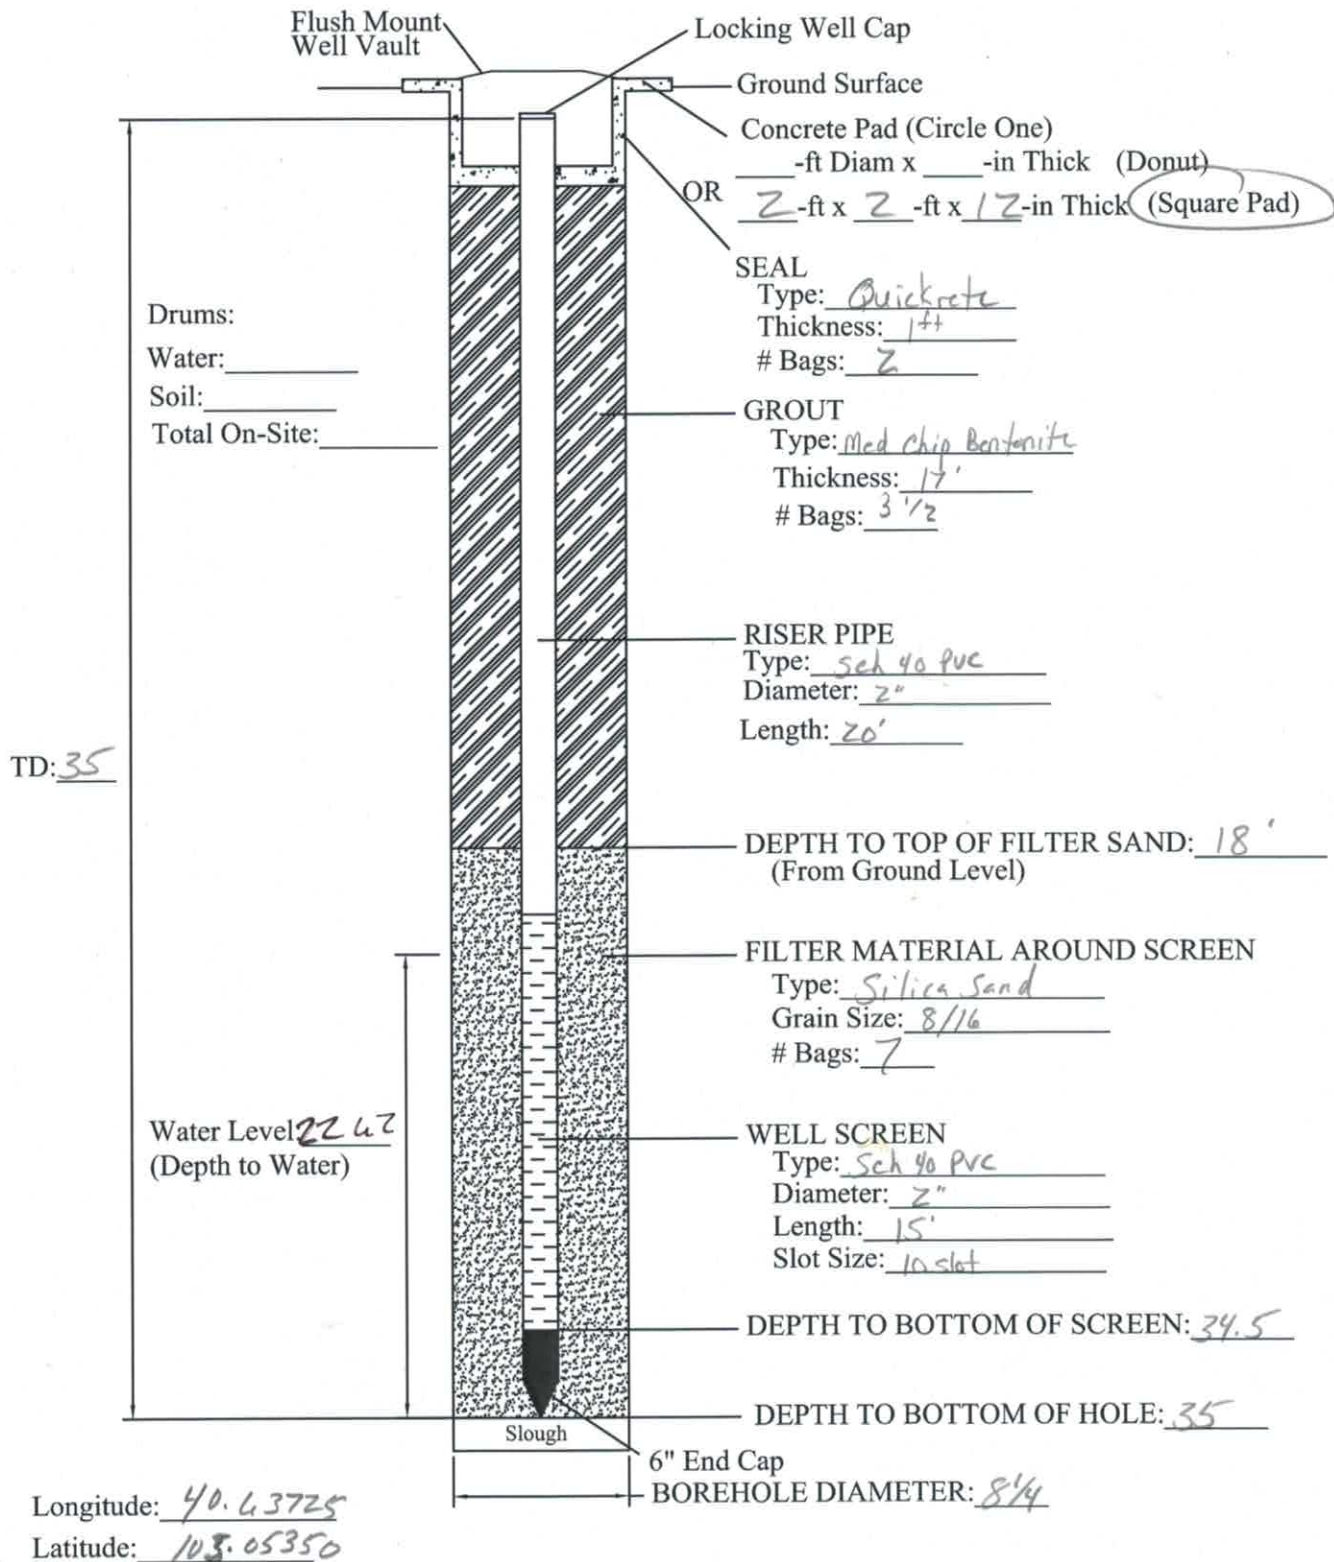 Flush Mount
Well Vault
Locking Well Cap
Ground Surface
Concrete Pad (Circle One)
____-ft Diam x ____-in Thick (Donut)
OR 2-ft x 2-ft x 12-in Thick (Square Pad)
SEAL
Type: Quickrete
Thickness: 1ft
# Bags: 2
Drums:
Water:
Soil:
Total On-Site:
GROUT
Type: Med Chip Bentonite
Thickness: 17'
# Bags: 3 1/2
RISER PIPE
Type: Sch 40 PVC
Diameter: 2"
Length: 20'
TD: 35
DEPTH TO TOP OF FILTER SAND: 18'
(From Ground Level)
FILTER MATERIAL AROUND SCREEN
Type: Silica Sand
Grain Size: 8/16
# Bags: 7
Water Level
(Depth to Water)
WELL SCREEN
Type: Sch 40 PVC
Diameter: 2"
Length: 15'
Slot Size: 10 slot
DEPTH TO BOTTOM OF SCREEN: 34.5
DEPTH TO BOTTOM OF HOLE: 35
Slough
6" End Cap
BOREHOLE DIAMETER: 8 1/4
Longitude:
Latitude: